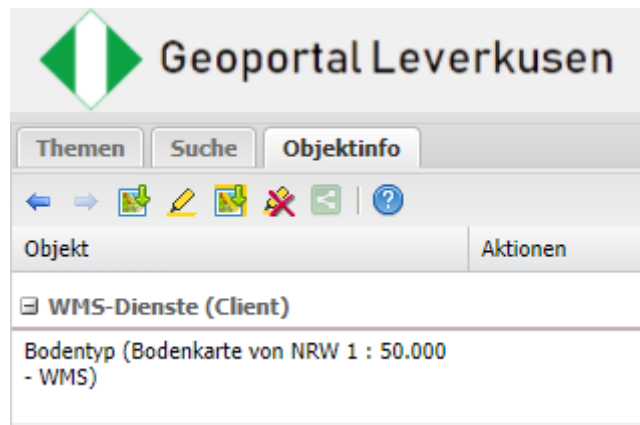 Geoportal Leverkusen
Themen Suche Objektinfo
?
Objekt Aktionen
WMS-Dienste (Client)
Bodentyp (Bodenkarte von NRW 1 : 50.000
- WMS)